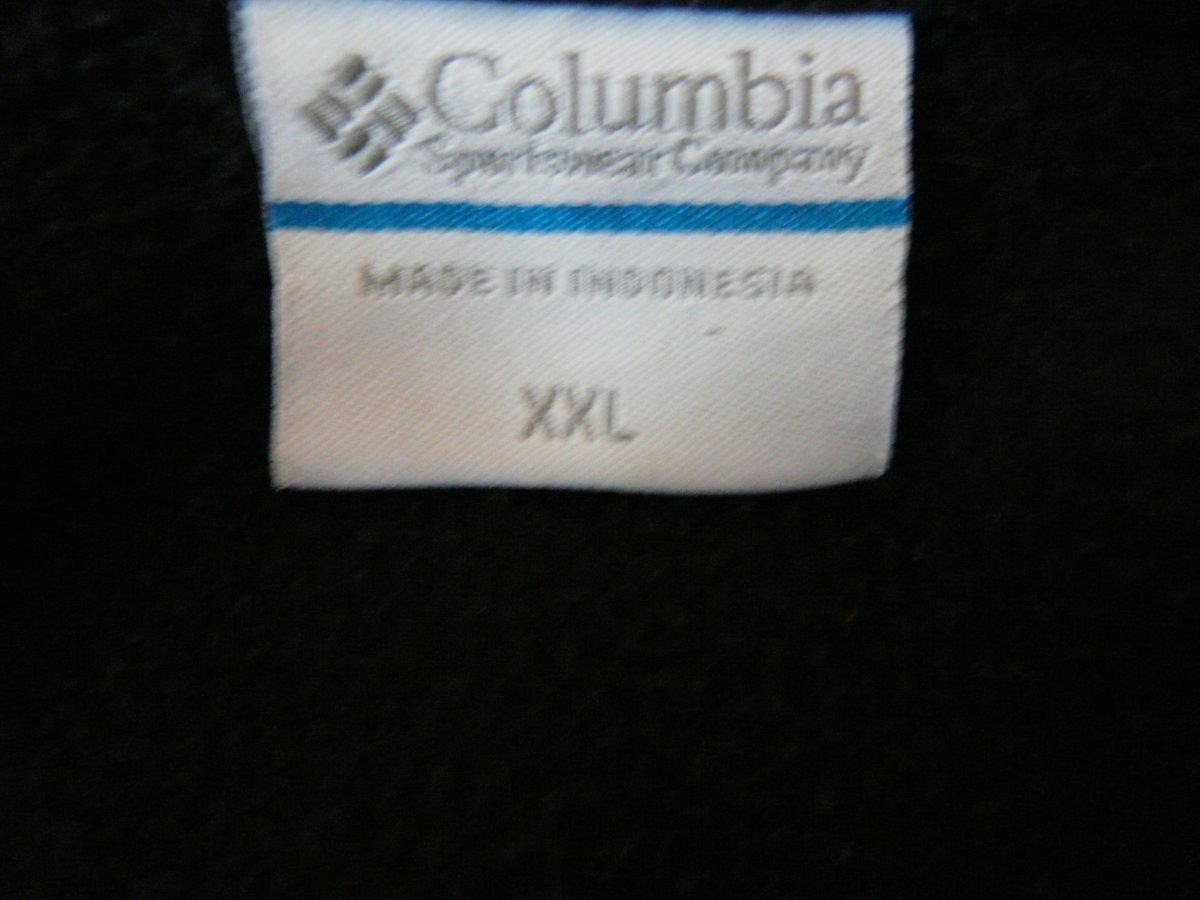 Columbia
Sportswear Company
MADE IN INDONESIA
XXL